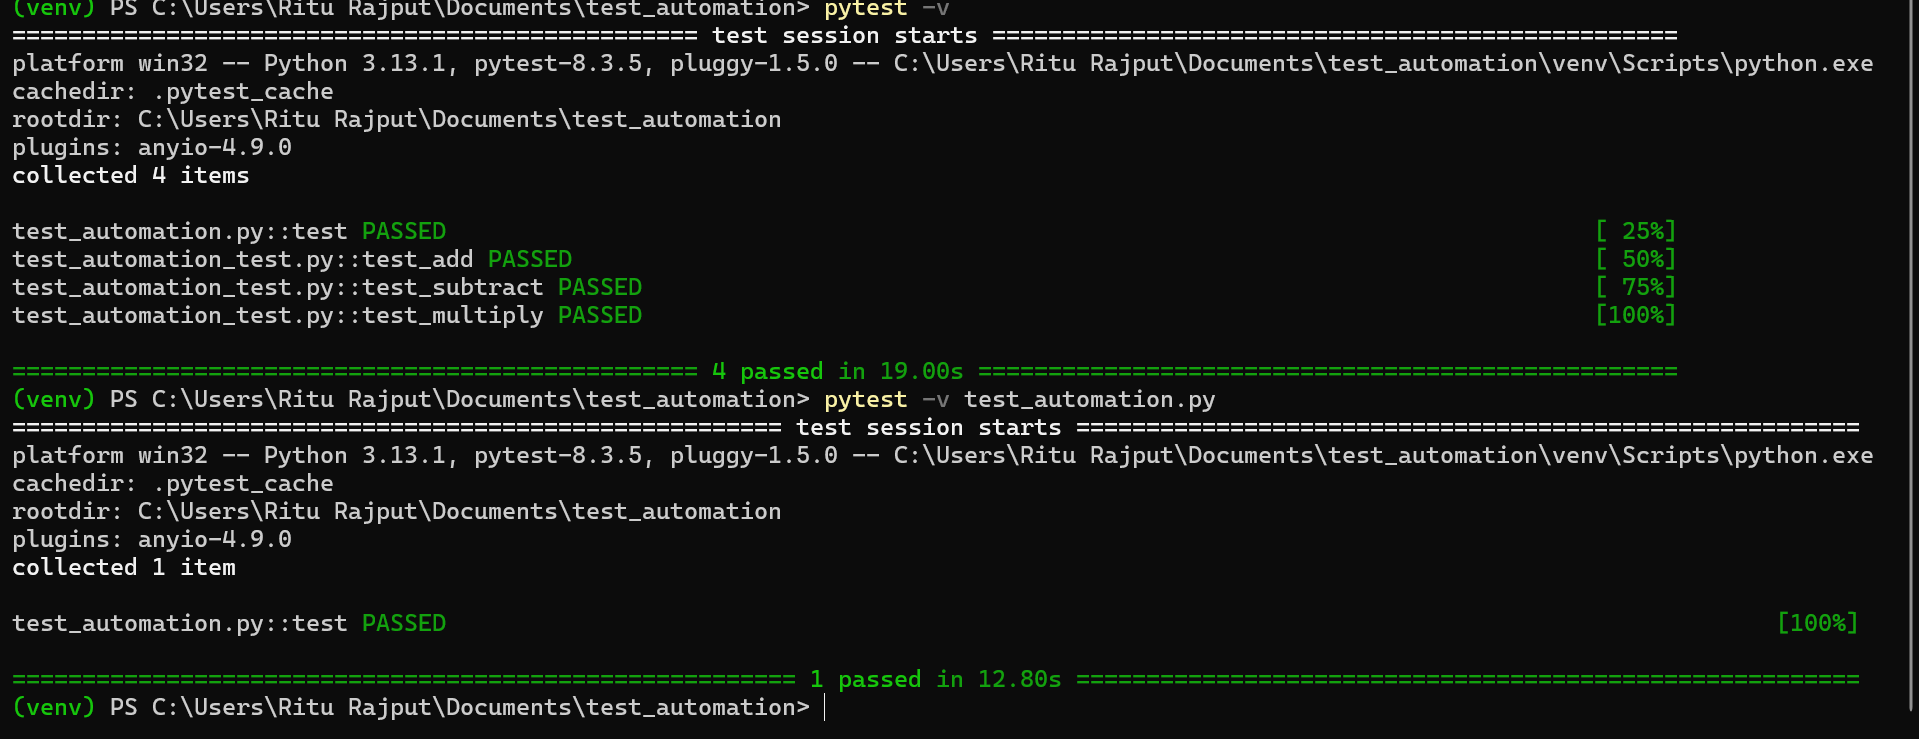 (venv) PS C:\Users\Ritu Rajput\Documents\test_automation> pytest -v
================================================= test session starts =================================================
platform win32 -- Python 3.13.1, pytest-8.3.5, pluggy-1.5.0 -- C:\Users\Ritu Rajput\Documents\test_automation\venv\Scripts\python.exe
cachedir: .pytest_cache
rootdir: C:\Users\Ritu Rajput\Documents\test_automation
plugins: anyio-4.9.0
collected 4 items
test_automation.py::test PASSED [ 25%]
test_automation_test.py::test_add PASSED [ 50%]
test_automation_test.py::test_subtract PASSED [ 75%]
test_automation_test.py::test_multiply PASSED [100%]
================================================= 4 passed in 19.00s ==================================================
(venv) PS C:\Users\Ritu Rajput\Documents\test_automation> pytest -v test_automation.py
======================================================= test session starts ========================================================
platform win32 -- Python 3.13.1, pytest-8.3.5, pluggy-1.5.0 -- C:\Users\Ritu Rajput\Documents\test_automation\venv\Scripts\python.exe
cachedir: .pytest_cache
rootdir: C:\Users\Ritu Rajput\Documents\test_automation
plugins: anyio-4.9.0
collected 1 item
test_automation.py::test PASSED [100%]
======================================================== 1 passed in 12.80s ========================================================
(venv) PS C:\Users\Ritu Rajput\Documents\test_automation>